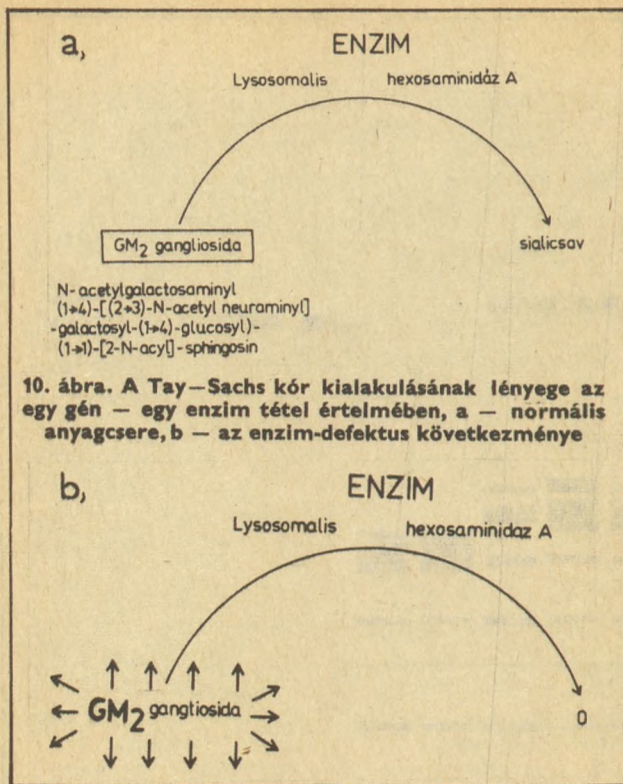 a,
ENZIM
Lysosomalis hexosaminidáz A
GM₂ gangliosida sialicsav
N-acetylgalactosaminyl
(1→4)-[(2→3)-N-acetyl neuraminyl]
-galactosyl-(1→4)-glucosyl)-
(1→1)-[2-N-acyl]-sphingosin
10. ábra. A Tay—Sachs kór kialakulásának lényege az
egy gén — egy enzim tétel értelmében, a — normális
anyagcsere, b — az enzim-defektus következménye
b,
ENZIM
Lysosomalis hexosaminidaz A
GM₂ gangtiosida 0